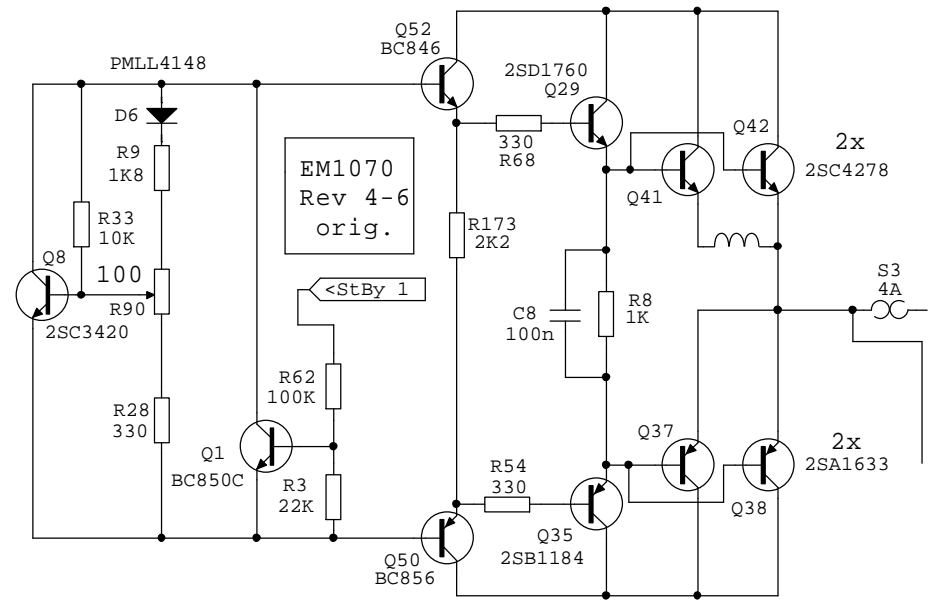 Q52
BC846
PMLL4148
2SD1760
Q29
D6
Q42
330
R68
2x
2SC4278
R9
1K8
EM1070
Rev 4-6
orig.
Q41
R33
10K
R173
2K2
Q8
100
<StBy 1
S3
4A
R90
C8
100n
R8
1K
2SC3420
R62
100K
R28
330
Q1
BC850C
Q37
2x
2SA1633
R54
330
R3
22K
Q38
Q35
2SB1184
Q50
BC856